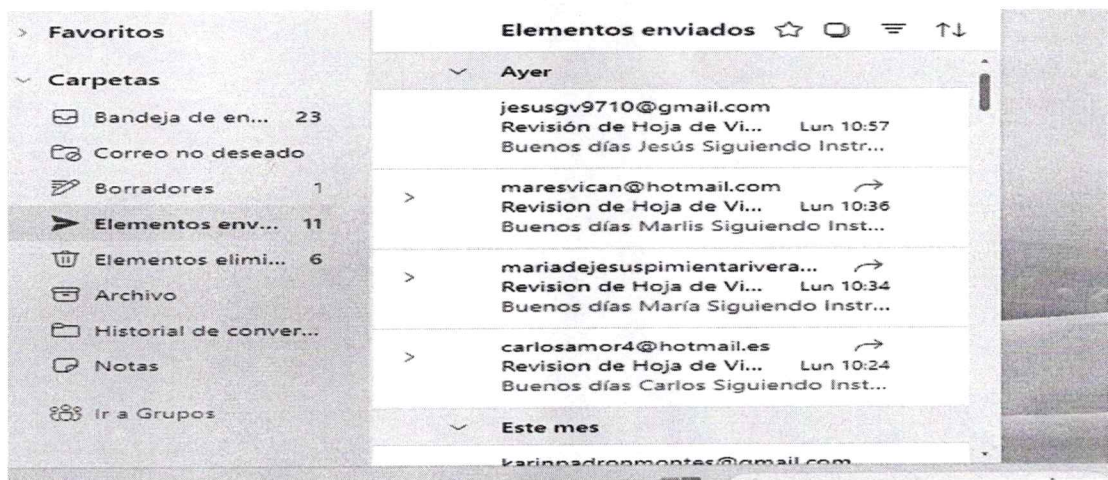 Favoritos
Carpetas
Bandeja de en... 23
Correo no deseado
Borradores 1
Elementos env... 11
Elementos elimi... 6
Archivo
Historial de conver...
Notas
Ir a Grupos
Elementos enviados
Ayer
jesusgv9710@gmail.com
Revisión de Hoja de Vi... Lun 10:57
Buenos días Jesús Siguiendo Instr...
maresvican@hotmail.com
Revision de Hoja de Vi... Lun 10:36
Buenos días Marlis Siguiendo Inst...
mariadejesuspimientarivera...
Revision de Hoja de Vi... Lun 10:34
Buenos días María Siguiendo Instr...
carlosamor4@hotmail.es
Revision de Hoja de Vi... Lun 10:24
Buenos días Carlos Siguiendo Inst...
Este mes
karinpadronmontes@gmail.com